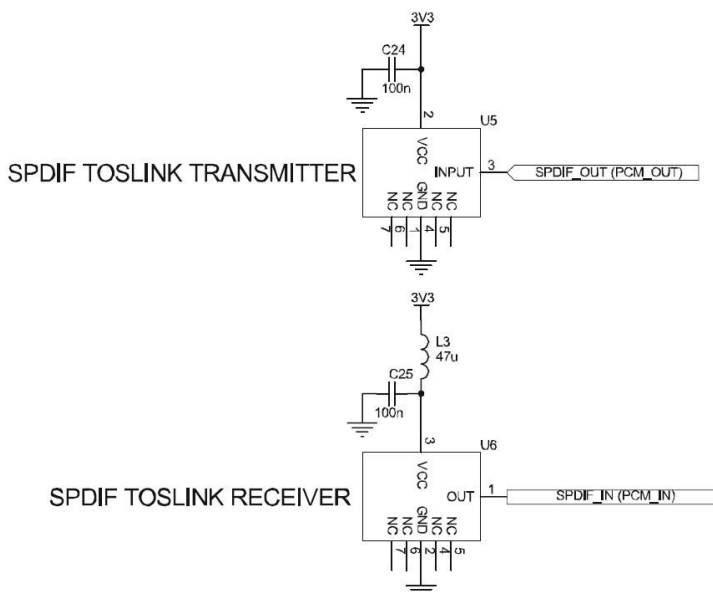 3V3
C24
100n
2
U5
SPDIF TOSLINK TRANSMITTER
VCC
INPUT
3
SPDIF_OUT (PCM_OUT)
NC
NC
GND
NC
NC
7
6
1
4
5
3V3
L3
47u
C25
100n
3
U6
SPDIF TOSLINK RECEIVER
VCC
OUT
1
SPDIF_IN (PCM_IN)
NC
NC
GND
NC
NC
7
6
2
4
5